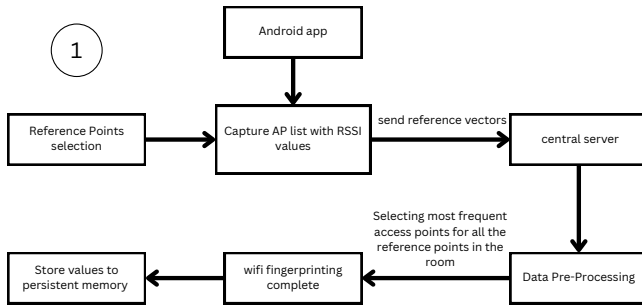 1
Android app
Reference Points
selection
Capture AP list with RSSI
values
send reference vectors
central server
Selecting most frequent
access points for all the
reference points in the
room
Store values to
persistent memory
wifi fingerprinting
complete
Data Pre-Processing